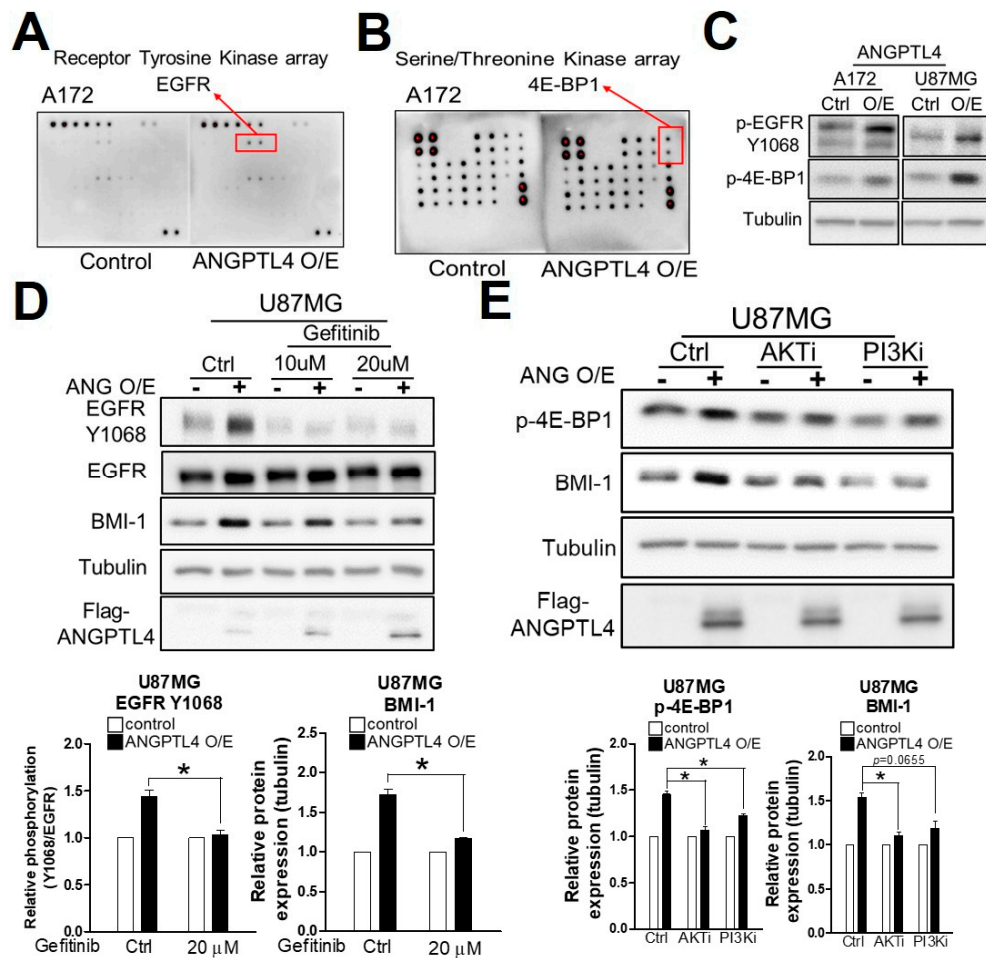 A
Receptor Tyrosine Kinase array
EGFR
A172
Control ANGPTL4 O/E
B
Serine/Threonine Kinase array
4E-BP1
A172
Control ANGPTL4 O/E
C
ANGPTL4
A172 U87MG
Ctrl O/E Ctrl O/E
p-EGFR
Y1068
p-4E-BP1
Tubulin
D
U87MG
Gefitinib
Ctrl 10uM 20uM
ANG O/E - + - + - +
EGFR
Y1068
EGFR
BMI-1
Tubulin
Flag-
ANGPTL4
U87MG
EGFR Y1068
control
ANGPTL4 O/E
Relative phosphorylation
(Y1068/EGFR)
2.0
1.5
1.0
0.5
*
Gefitinib Ctrl 20 μM
U87MG
BMI-1
control
ANGPTL4 O/E
Relative protein
expression (tubulin)
2.0
1.5
1.0
0.5
0.0
*
Gefitinib Ctrl 20 μM
E
U87MG
Ctrl AKTi PI3Ki
ANG O/E - + - + - +
p-4E-BP1
BMI-1
Tubulin
Flag-
ANGPTL4
U87MG
p-4E-BP1
control
ANGPTL4 O/E
Relative protein
expression (tubulin)
2.0
1.5
1.0
0.5
0.0
*
*
Ctrl AKTi PI3Ki
U87MG
BMI-1
control
ANGPTL4 O/E
Relative protein
expression (tubulin)
2.0
1.5
1.0
0.5
0.0
p=0.0655
*
Ctrl AKTi PI3Ki